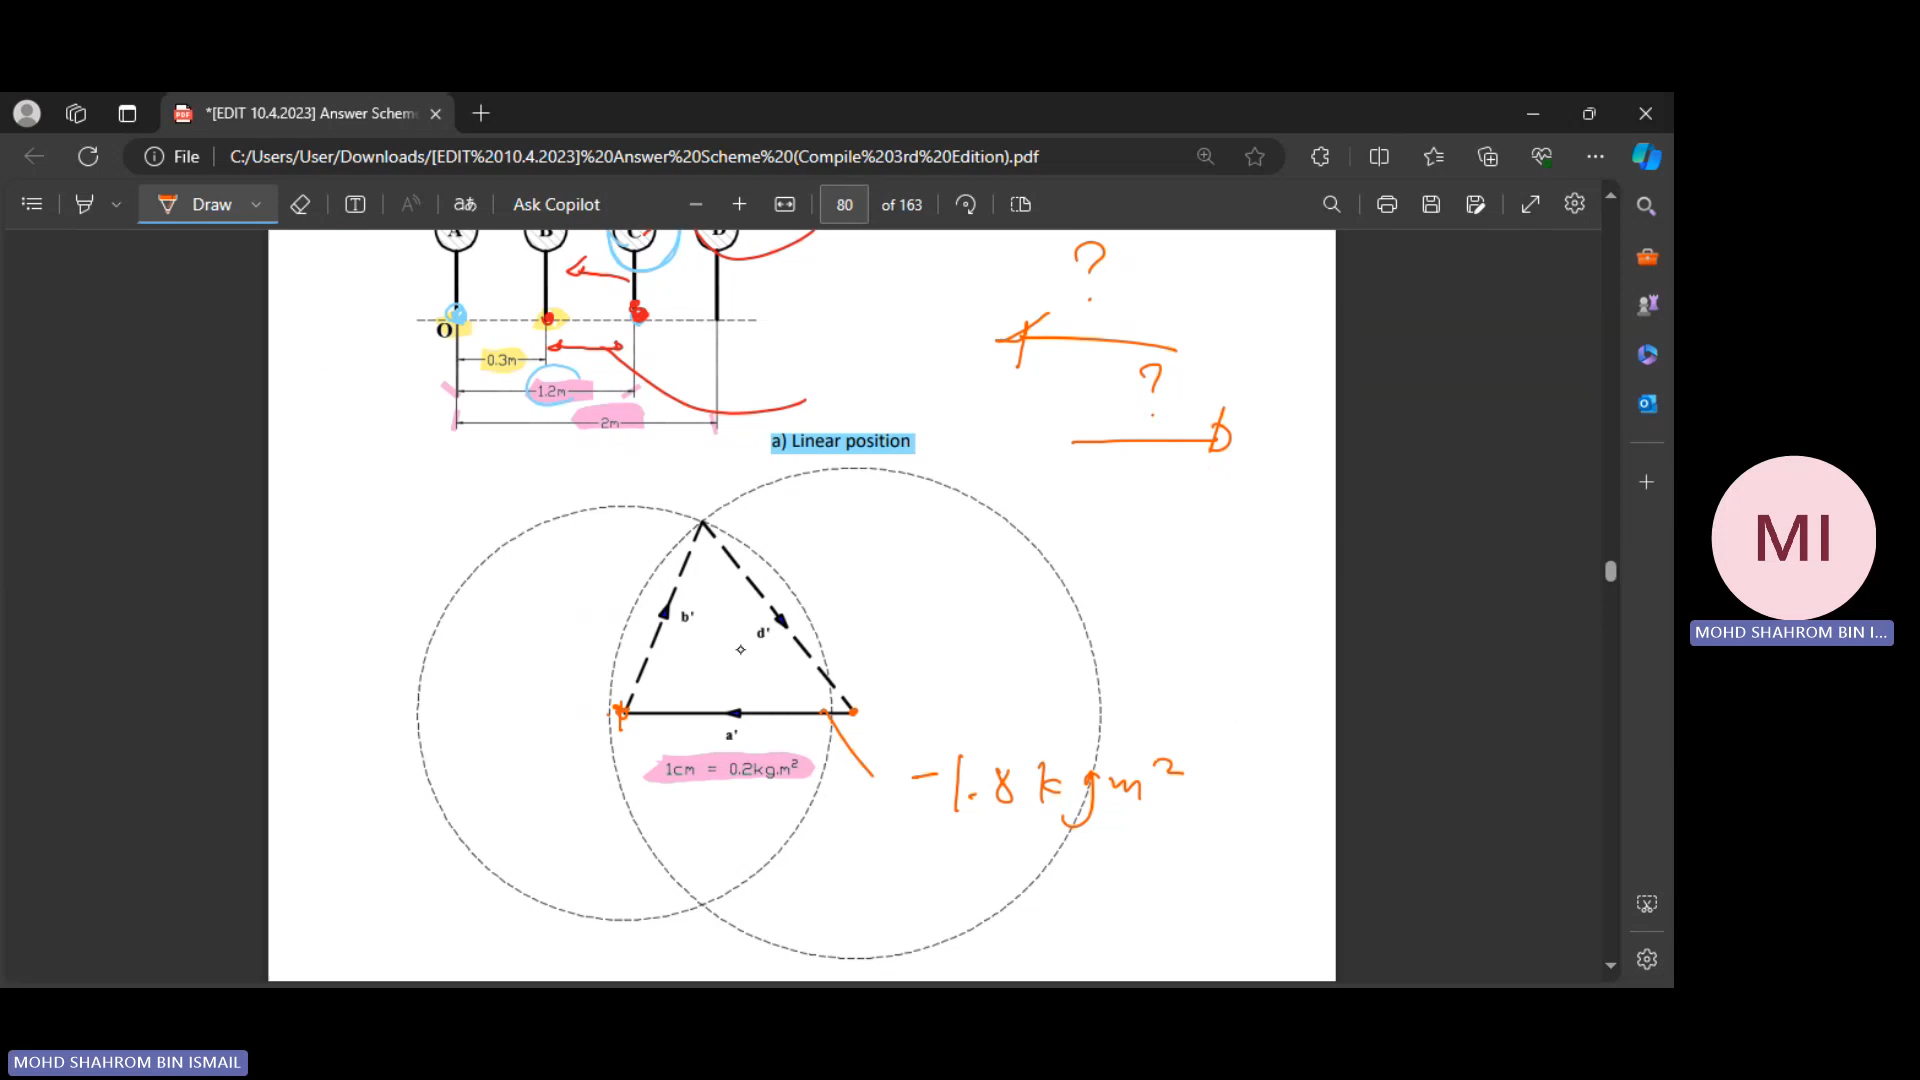 *[EDIT 10.4.2023] Answer Schem
File
C:/Users/User/Downloads/[EDIT%2010.4.2023]%20Answer%20Scheme%20(Compile%203rd%20Edition).pdf
Draw
aあ
Ask Copilot
80
of 163
A
B
C
D
O
0.3m
1.2m
2m
?
?
a) Linear position
b'
d'
a'
1cm = 0.2kg.m²
-1.8 kgm²
MI
MOHD SHAHROM BIN I...
MOHD SHAHROM BIN ISMAIL